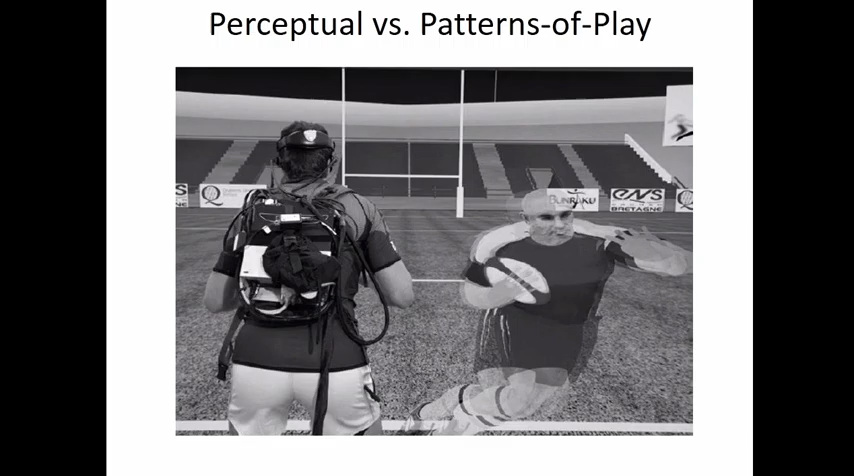 Perceptual vs. Patterns-of-Play
S
Q
BUNRAKU
ENS
BRETAGNE
Q